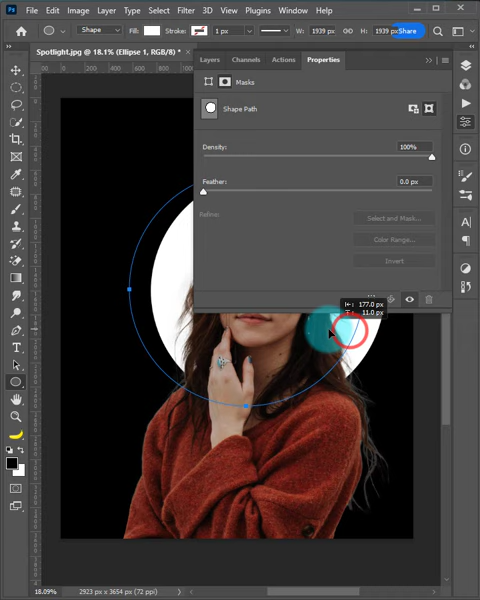 Ps
File Edit Image Layer Type Select Filter 3D View Plugins Window Help
Shape Fill: Stroke: 1 px W: 1939 px H: 1939 px Share
Spotlight.jpg @ 18.1% (Ellipse 1, RGB/8) *
Layers Channels Actions Properties
Masks
Shape Path
Density: 100%
Feather: 0.0 px
Refine:
Select and Mask...
Color Range...
Invert
177.0 px
11.0 px
18.09% 2923 px x 3654 px (72 ppi)